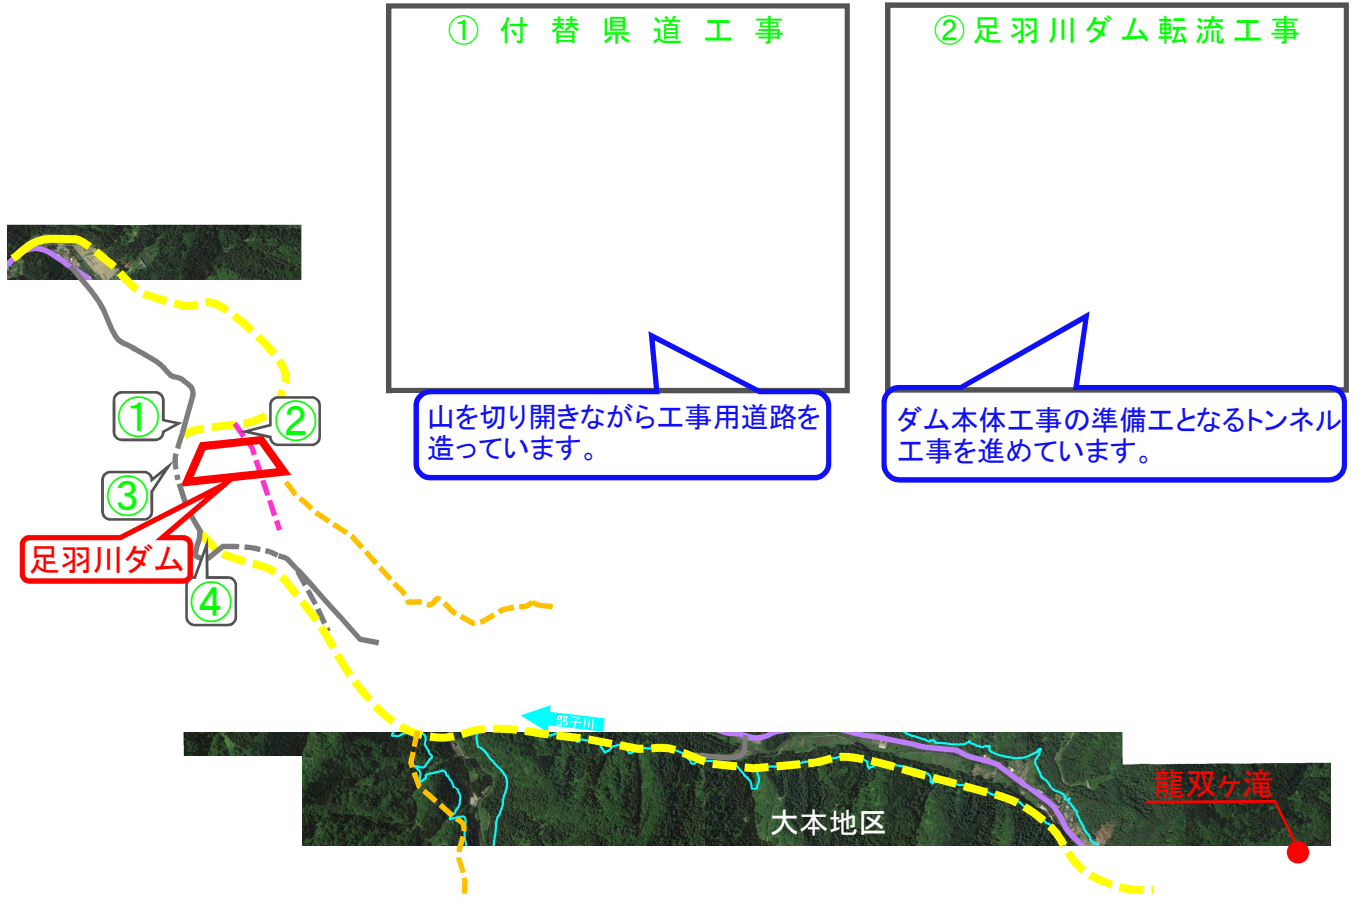 ①付替県道工事
②足羽川ダム転流工事
山を切り開きながら工事用道路を
造っています。
ダム本体工事の準備工となるトンネル
工事を進めています。
①
②
③
足羽川ダム
④
部子川
龍双ヶ滝
大本地区